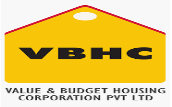 VBHC
VALUE & BUDGET HOUSING
CORPORATION PVT LTD